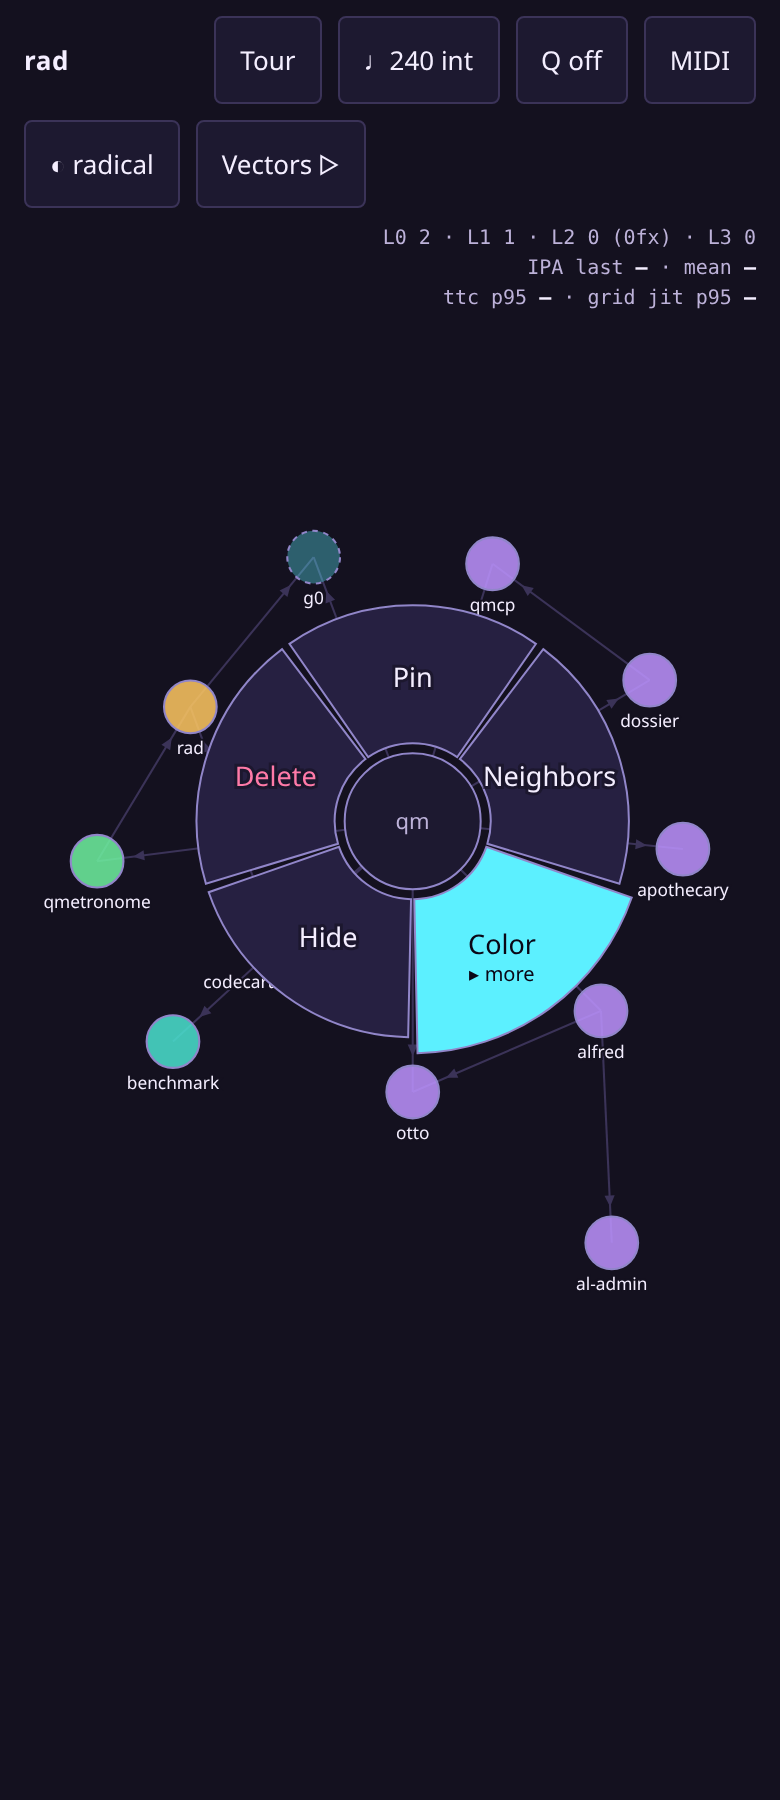 rad
Tour
♩ 240 int
Q off
MIDI
◐ radical
Vectors ▷
L0 2 · L1 1 · L2 0 (0fx) · L3 0
IPA last — · mean —
ttc p95 — · grid jit p95 —
g0
qmcp
Pin
rad
dossier
Delete
Neighbors
qm
qmetronome
apothecary
Hide
Color
▸ more
codecar
benchmark
alfred
otto
al-admin